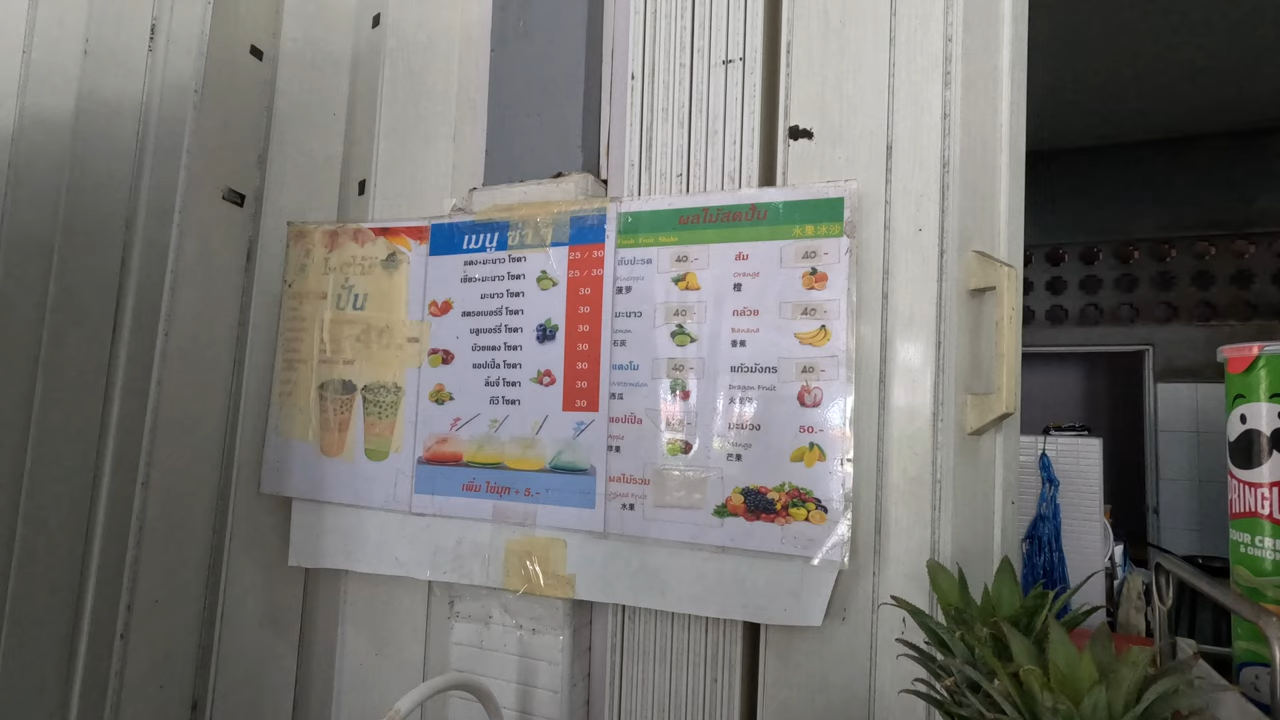 ปั่น
40.-
เมนู
แดง+มะนาว โซดา 25 / 30
เขียว+มะนาว โซดา 25 / 30
มะนาว โซดา 30
สตรอเบอร์รี่ โซดา 30
บลูเบอร์รี่ โซดา 30
บ๊วยแดง โซดา 30
แอปเปิ้ล โซดา 30
ลิ้นจี่ โซดา 30
กีวี โซดา 30
เพิ่ม ไข่มุก + 5.-
ผลไม้สดปั่น
Fresh Fruit Shake 水果冰沙
สับปะรด 40.-
Pineapple
菠萝
ส้ม 40.-
Orange
橙
มะนาว 40.-
Lemon
石灰
กล้วย 40.-
Banana
香蕉
แตงโม 40.-
Watermelon
西瓜
แก้วมังกร 40.-
Dragon Fruit
แอปเปิ้ล
Apple
苹果
มะม่วง 50.-
Mango
芒果
ผลไม้รวม
Mixed Fruit
水果
PRINGL
SOUR CRE
& ONION